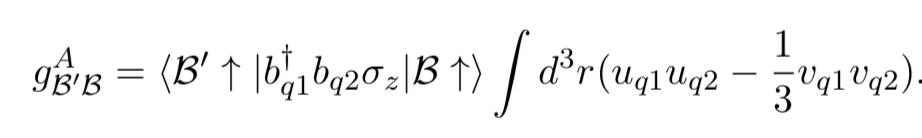 $g^{A}_{\mathcal{B}'\mathcal{B}} = \langle \mathcal{B}' \uparrow | b^{\dagger}_{q1} b_{q2} \sigma_z | \mathcal{B} \uparrow \rangle \int d^3 r (u_{q1} u_{q2} - \frac{1}{3} v_{q1} v_{q2}).$